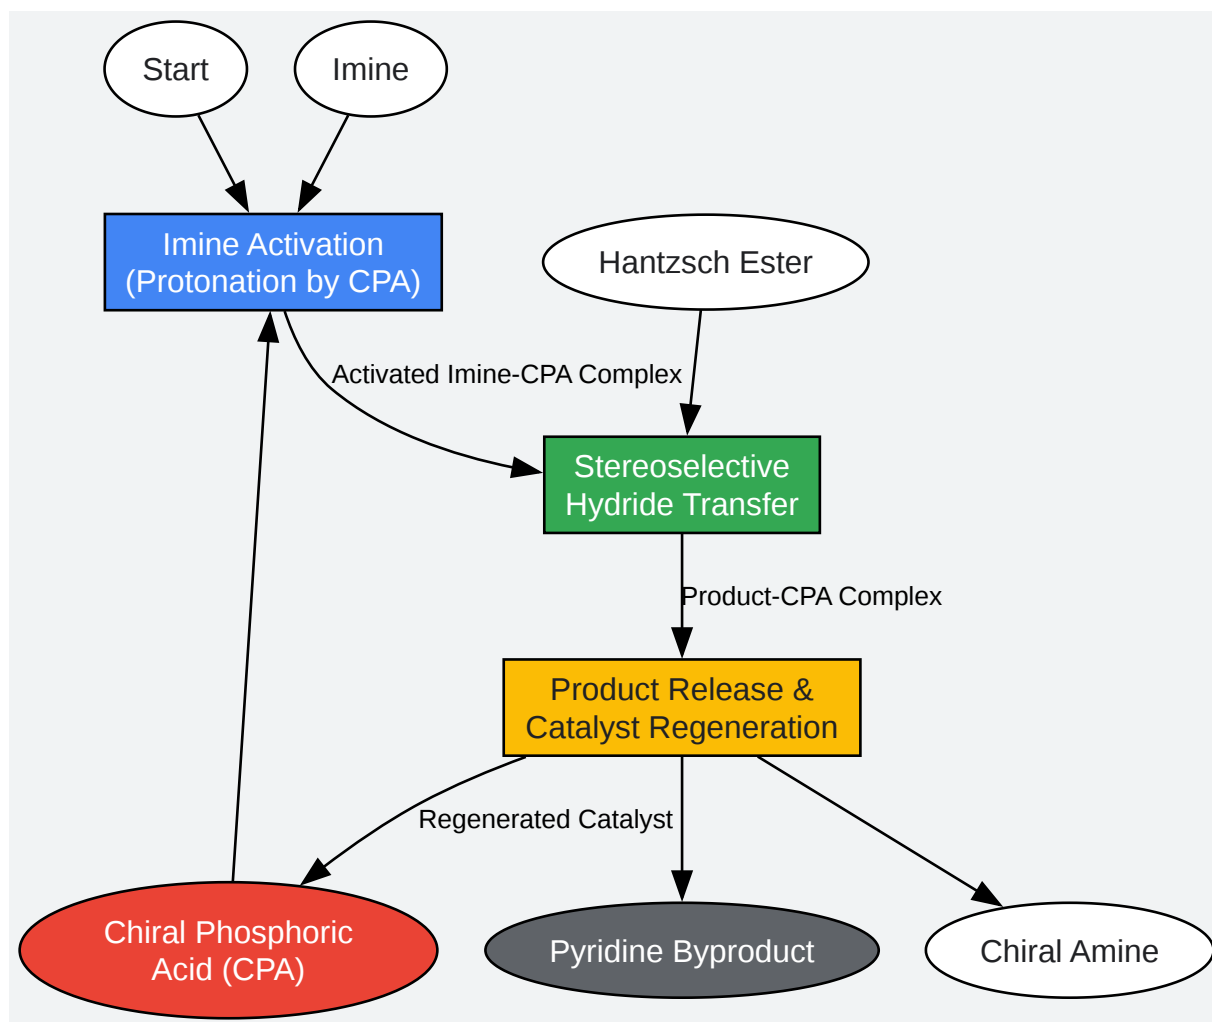 Start
Imine
Imine Activation
(Protonation by CPA)
Hantzsch Ester
Activated Imine-CPA Complex
Stereoselective
Hydride Transfer
Product-CPA Complex
Product Release &
Catalyst Regeneration
Regenerated Catalyst
Chiral Phosphoric
Acid (CPA)
Pyridine Byproduct
Chiral Amine